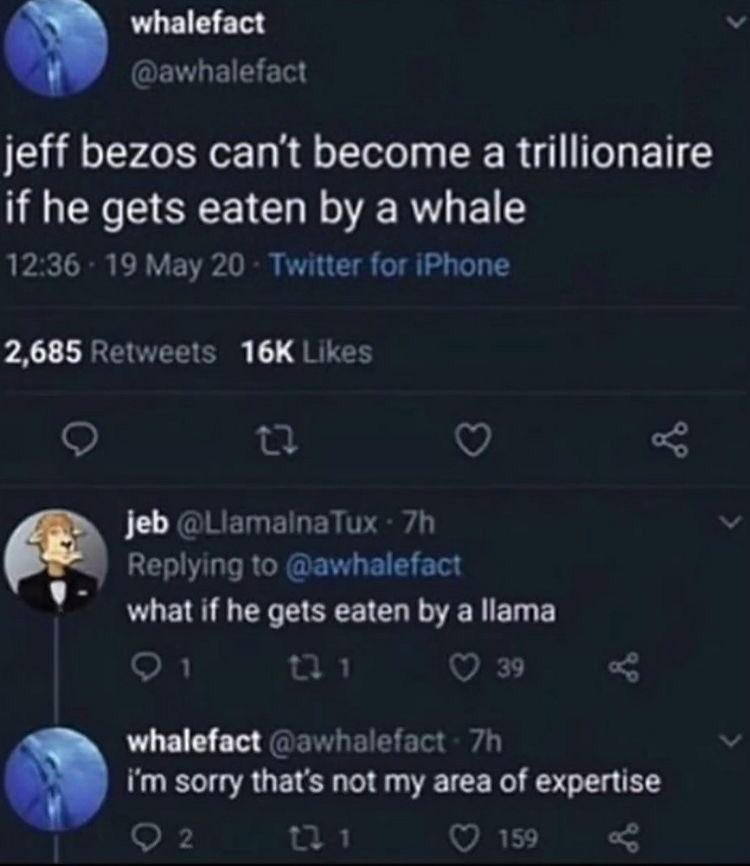 whalefact
@awhalefact
jeff bezos can't become a trillionaire
if he gets eaten by a whale
12:36 · 19 May 20 · Twitter for iPhone
2,685 Retweets 16K Likes
jeb @LlamaInaTux · 7h
Replying to @awhalefact
what if he gets eaten by a llama
1 1 39
whalefact @awhalefact · 7h
i'm sorry that's not my area of expertise
2 1 159